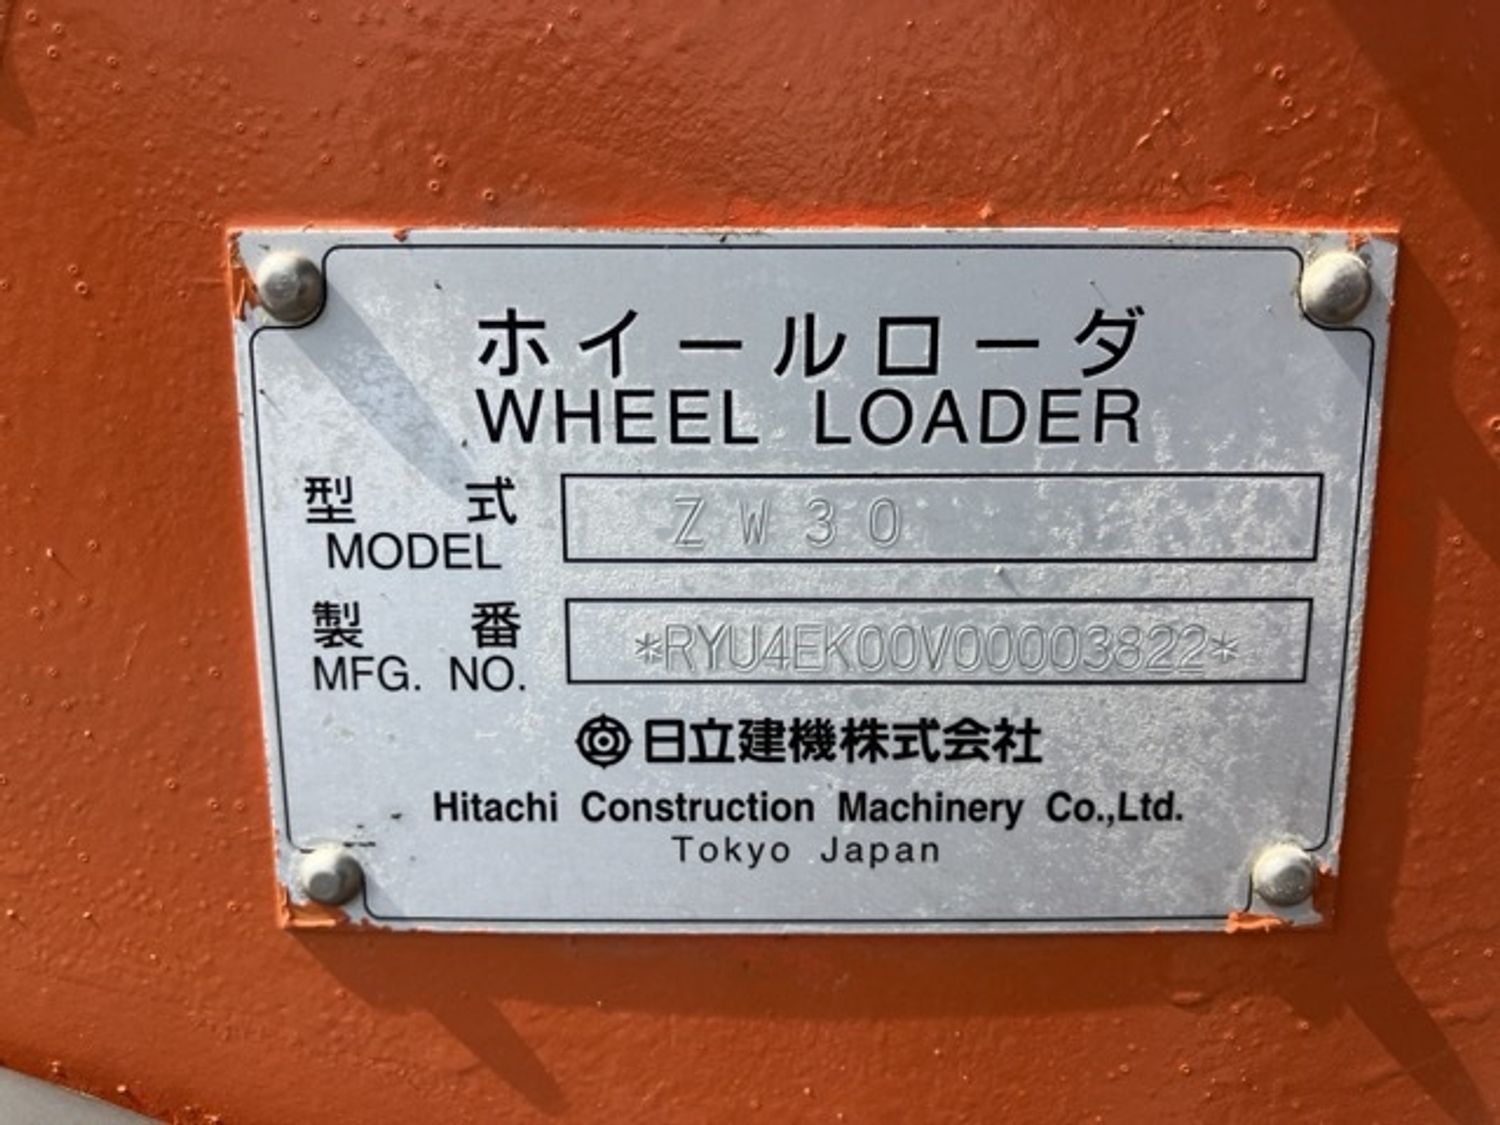 ホイールローダ
WHEEL LOADER
型式 ZW30
MODEL
製番 *RYU4EK00V00003822*
MFG. NO.
日立建機株式会社
Hitachi Construction Machinery Co.,Ltd.
Tokyo Japan